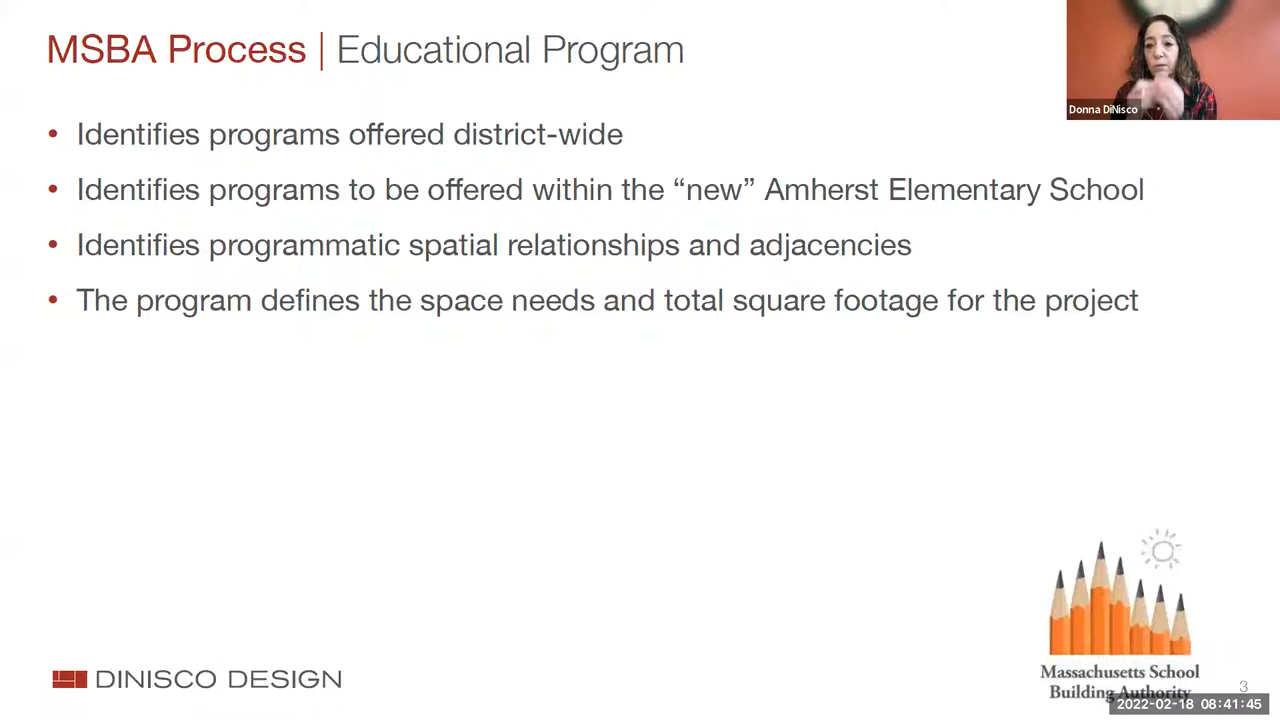 MSBA Process | Educational Program
Donna DiNisco
• Identifies programs offered district-wide
• Identifies programs to be offered within the “new” Amherst Elementary School
• Identifies programmatic spatial relationships and adjacencies
• The program defines the space needs and total square footage for the project
DINISCO DESIGN
Massachusetts School
Building Authority
3
2022-02-18 08:41:45